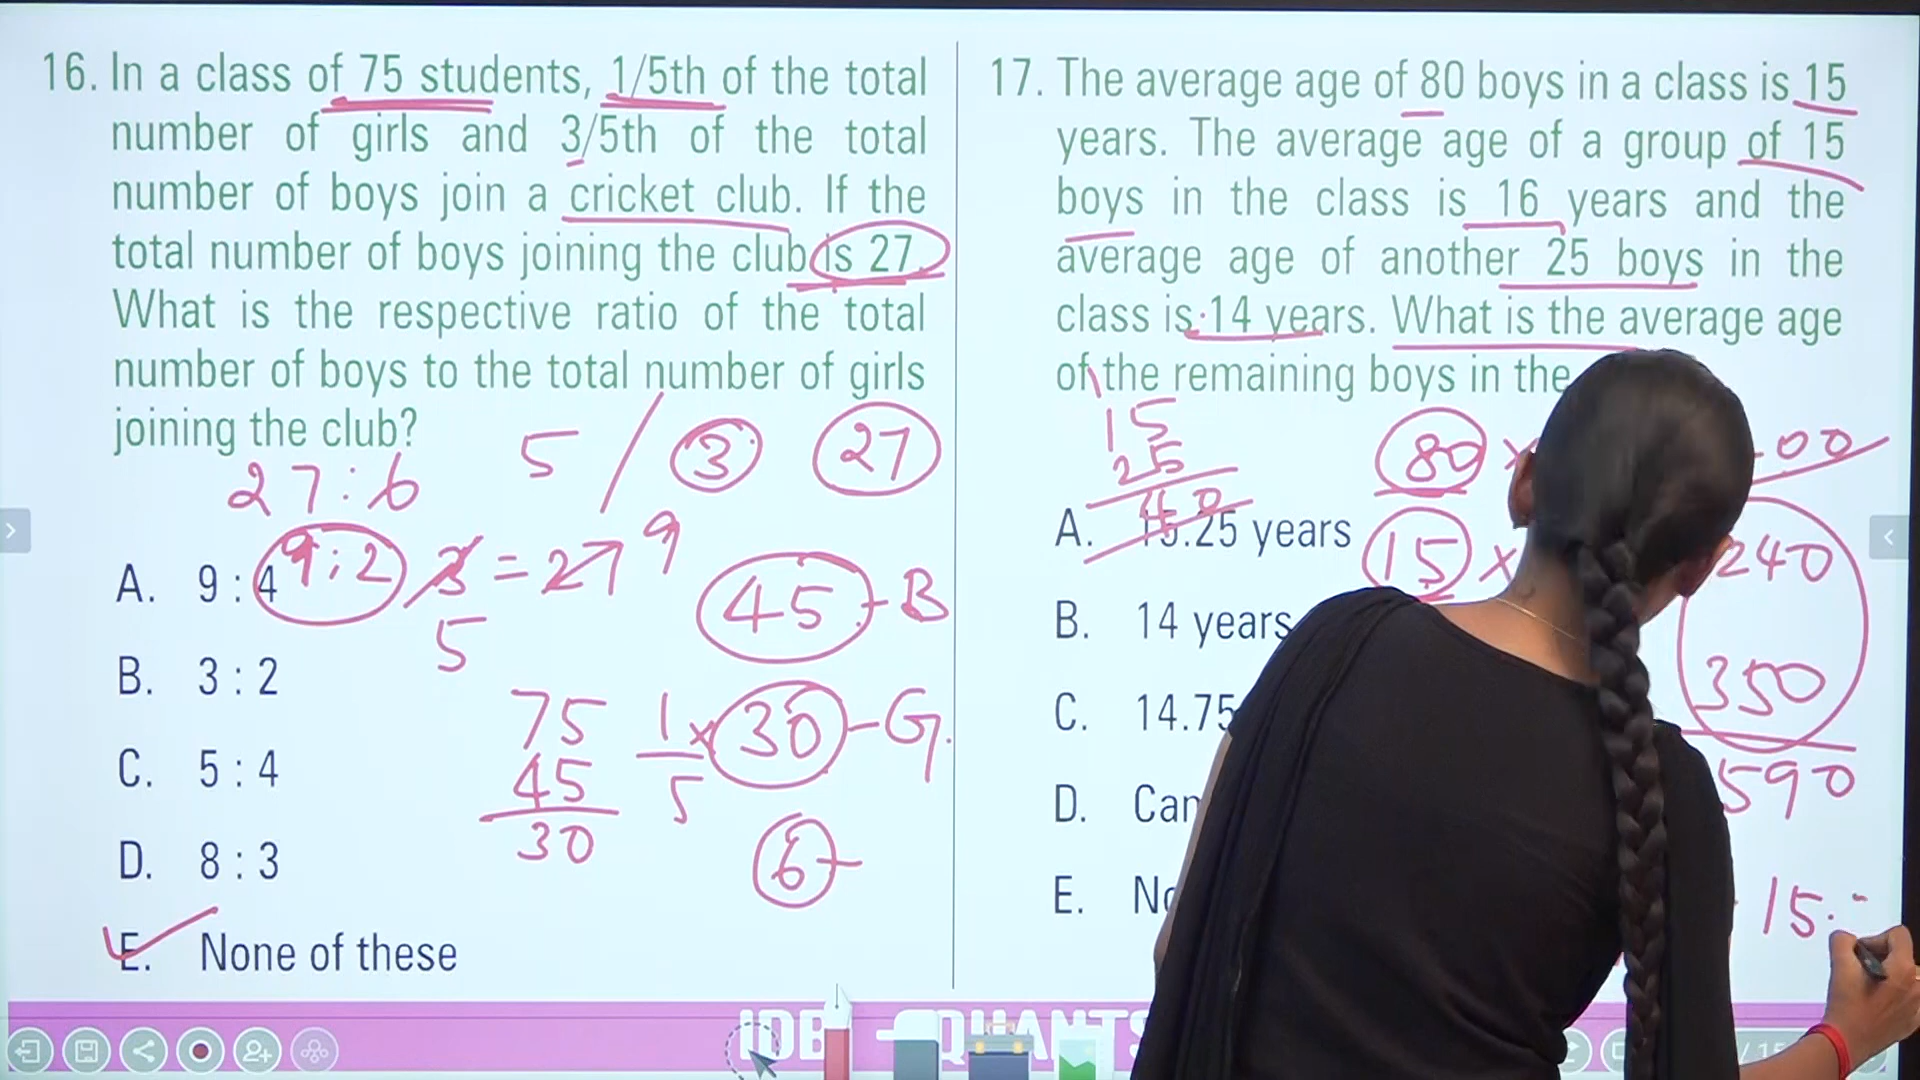 16. In a class of 75 students, 1/5th of the total
number of girls and 3/5th of the total
number of boys join a cricket club. If the
total number of boys joining the club is 27.
What is the respective ratio of the total
number of boys to the total number of girls
joining the club?
27:6
5 / 3 27
A. 9 : 4
9:2
3 = 27 9
5
45 - B
B. 3 : 2
75
45
30
1
5
× 30 - G
C. 5 : 4
6 -
D. 8 : 3
E. None of these
17. The average age of 80 boys in a class is 15
years. The average age of a group of 15
boys in the class is 16 years and the
average age of another 25 boys in the
class is 14 years. What is the average age
of the remaining boys in the
15
25
40
80 ×
00
A. 15.25 years
15 ×
240
B. 14 years
350
C. 14.75
590
D.
E.
15.